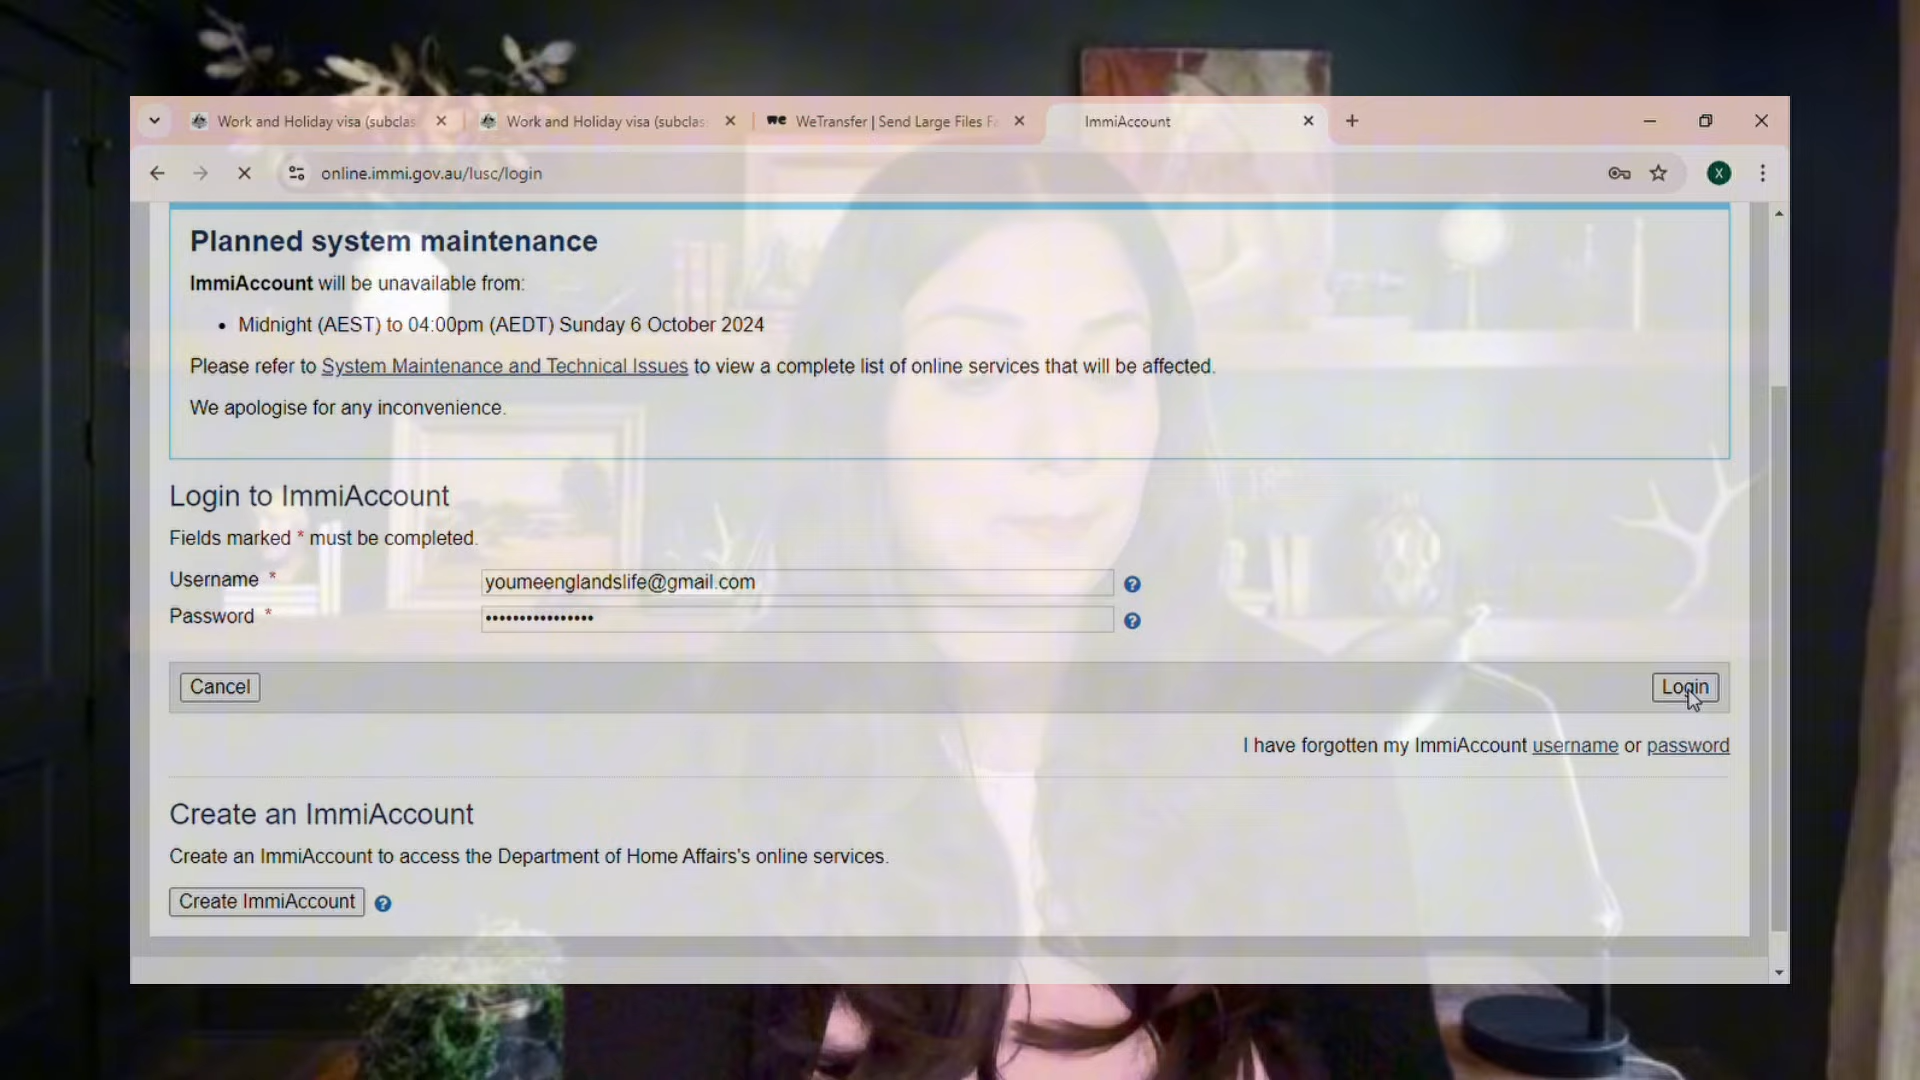 Work and Holiday visa (subclas
Work and Holiday visa (subclas
WeTransfer | Send Large Files Fa
ImmiAccount
online.immi.gov.au/lusc/login
X
Planned system maintenance
ImmiAccount will be unavailable from:
• Midnight (AEST) to 04:00pm (AEDT) Sunday 6 October 2024
Please refer to System Maintenance and Technical Issues to view a complete list of online services that will be affected.
We apologise for any inconvenience.
Login to ImmiAccount
Fields marked * must be completed.
Username * youmeenglandslife@gmail.com
Password * ••••••••••••••••
Cancel
Login
I have forgotten my ImmiAccount username or password
Create an ImmiAccount
Create an ImmiAccount to access the Department of Home Affairs's online services.
Create ImmiAccount